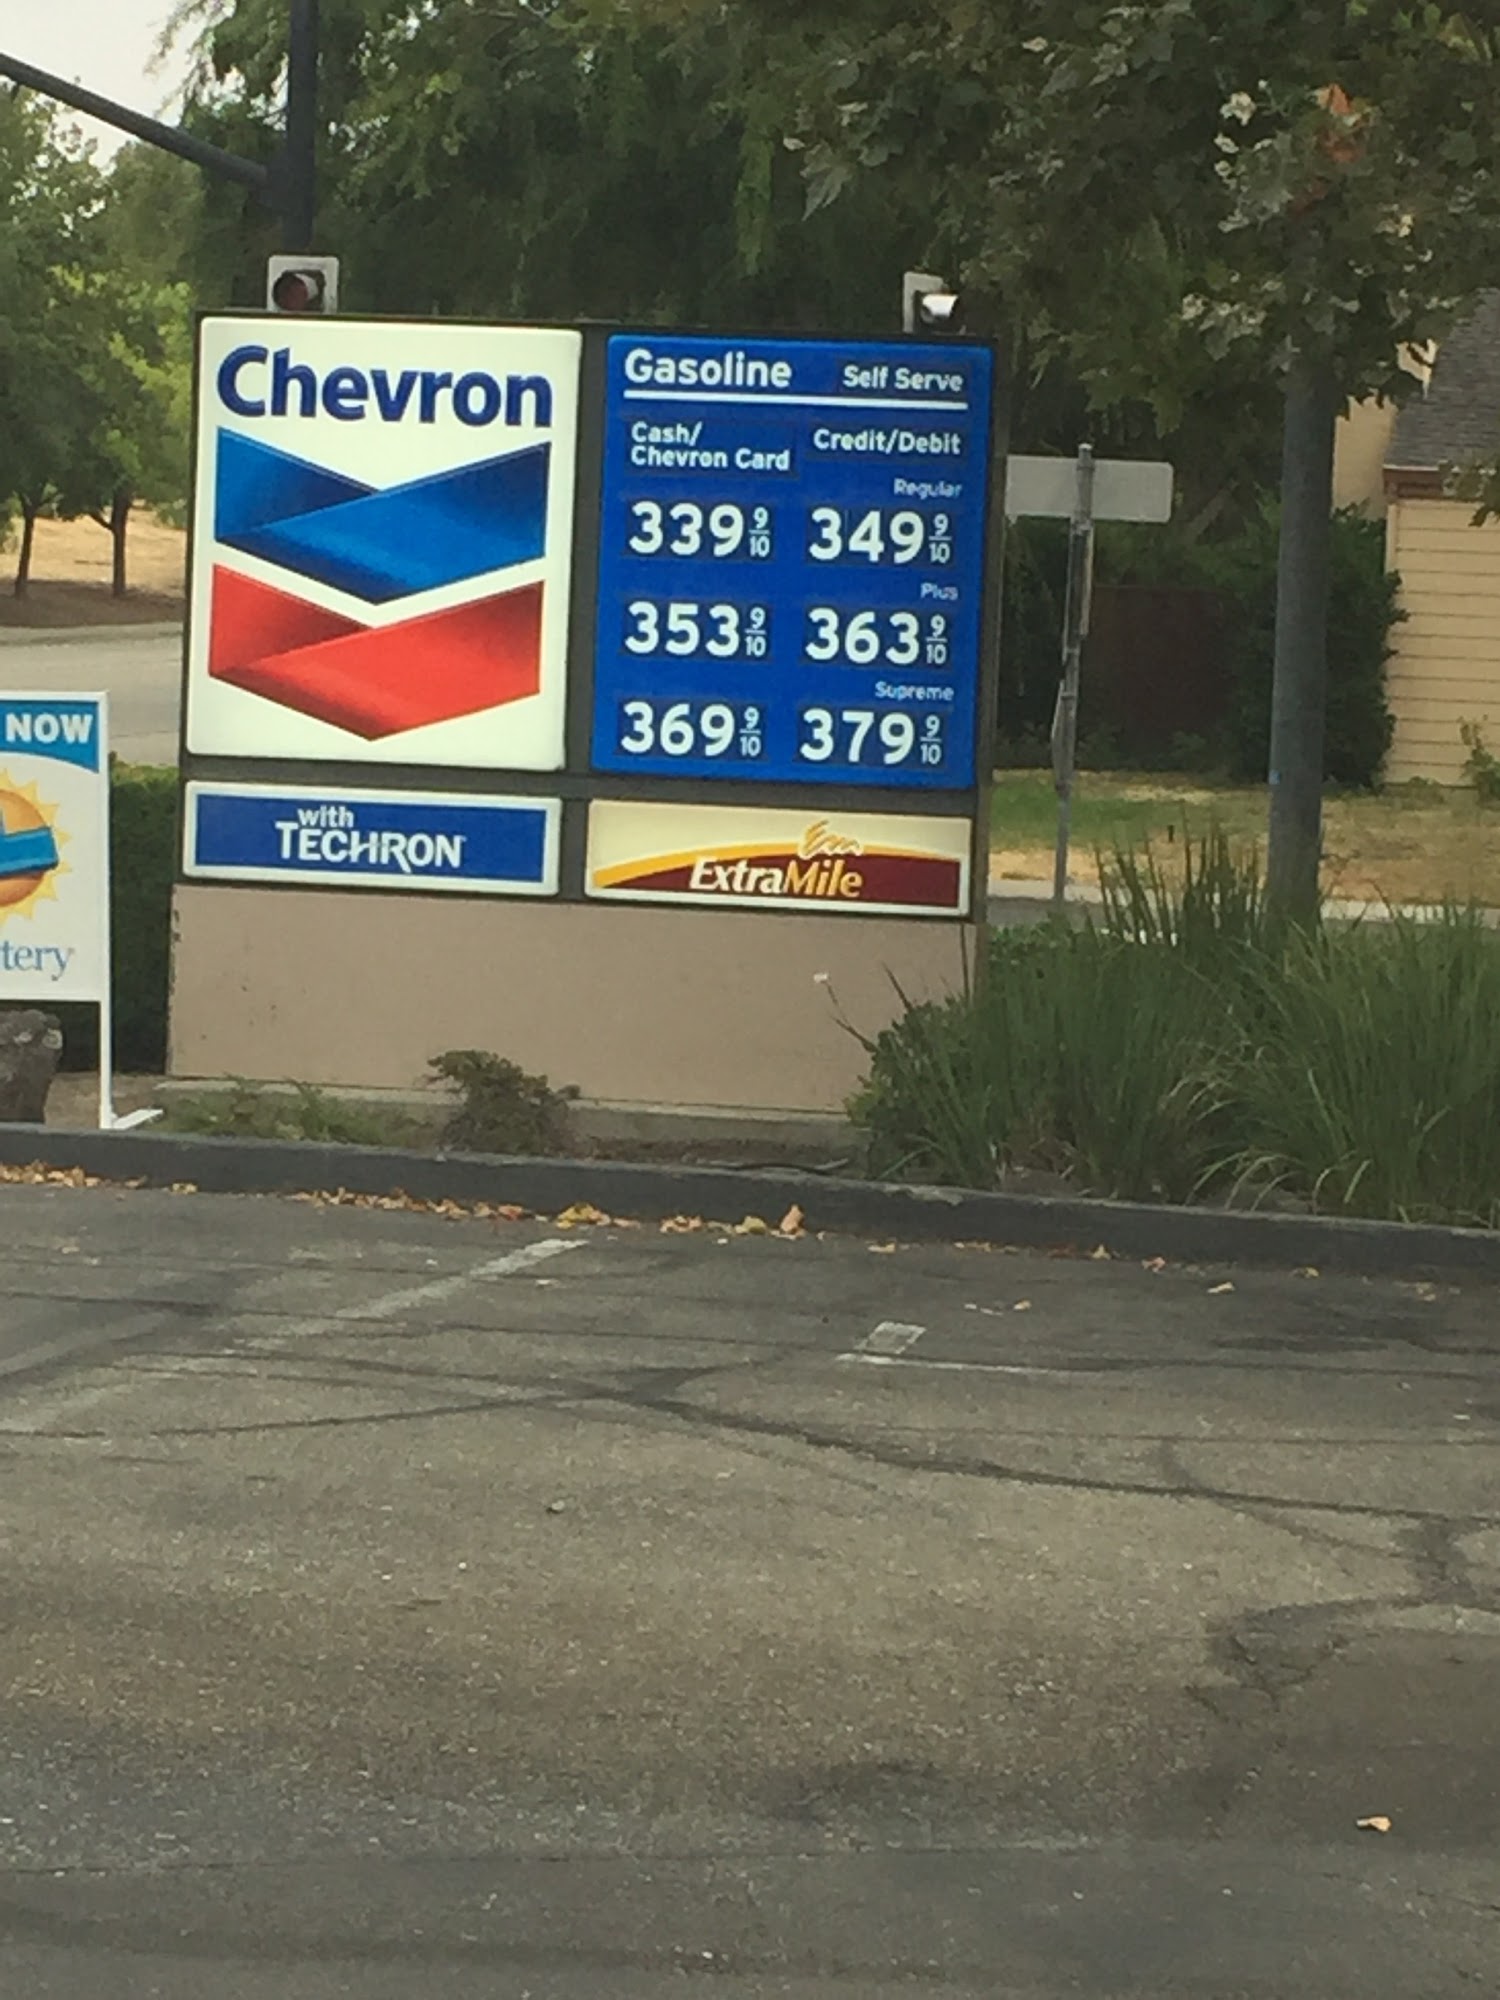 Chevron
with
TECHRON
Gasoline Self Serve
Cash/
Chevron Card Credit/Debit
Regular
339 9/10 349 9/10
Plus
353 9/10 363 9/10
Supreme
369 9/10 379 9/10
Em
ExtraMile
NOW
tery